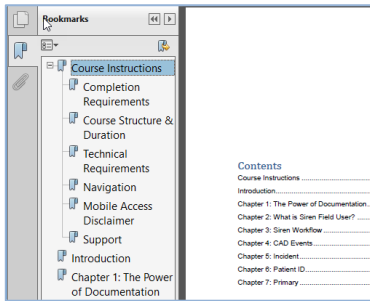 Bookmarks
Course Instructions
Completion
Requirements
Course Structure &
Duration
Technical
Requirements
Navigation
Mobile Access
Disclaimer
Support
Introduction
Chapter 1: The Power
of Documentation
Contents
Course Instructions
Introduction
Chapter 1: The Power of Documentation
Chapter 2: What is Siren Field User?
Chapter 3: Siren Workflow
Chapter 4: CAD Events
Chapter 5: Incident
Chapter 6: Patient ID
Chapter 7: Primary